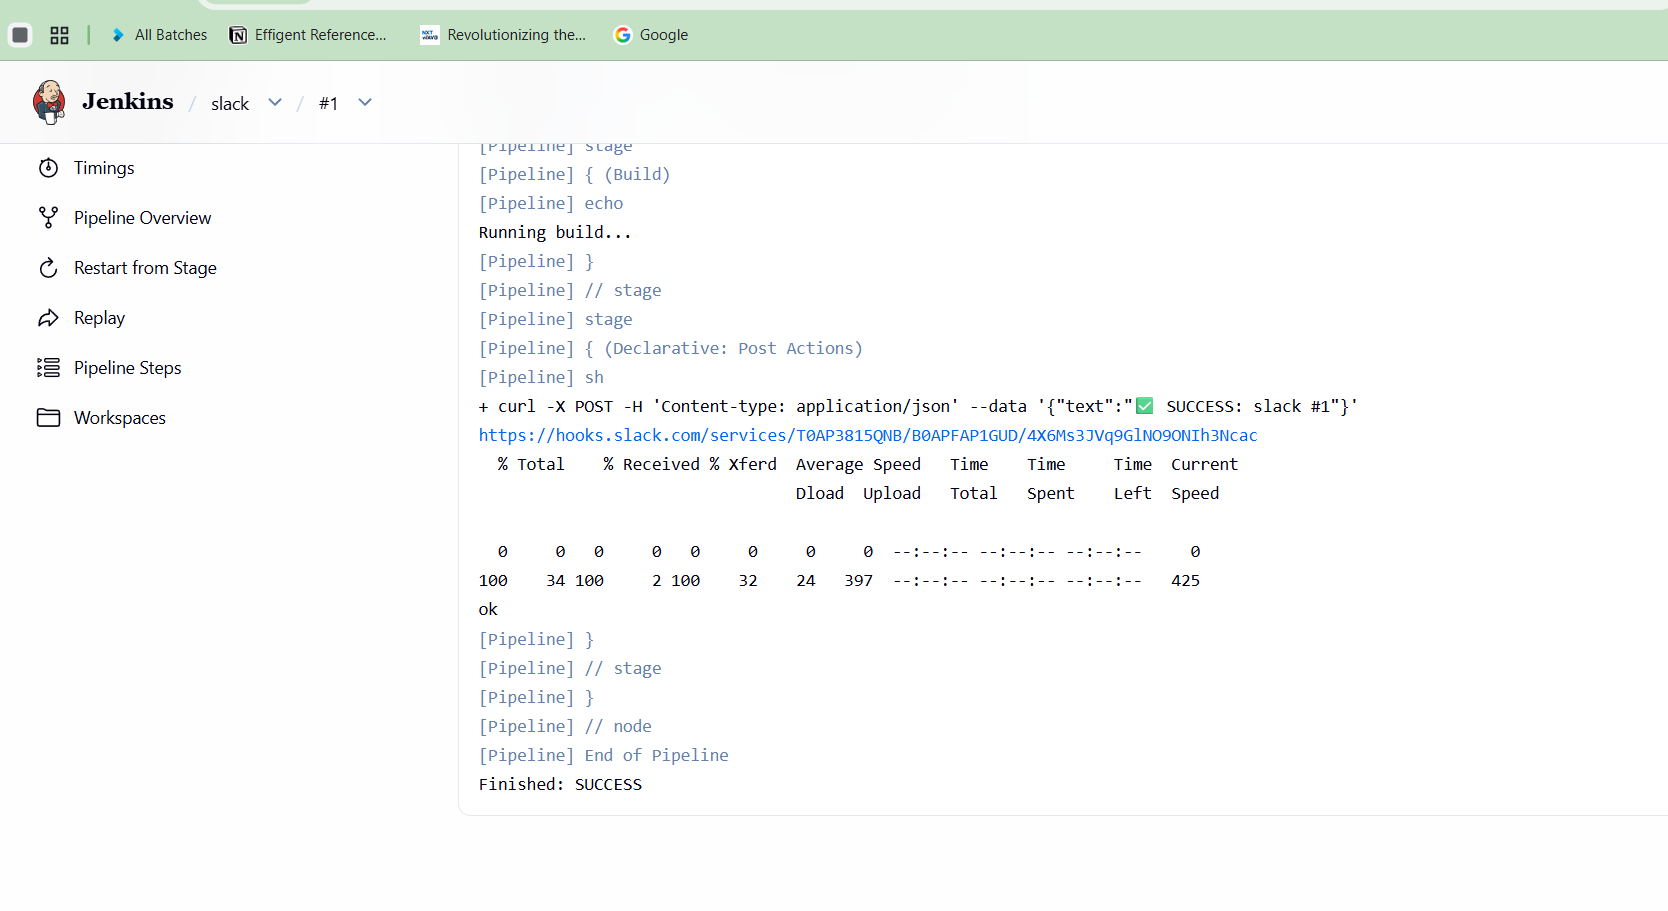 All Batches
Effigent Reference...
Revolutionizing the...
Google
Jenkins / slack / #1
Timings
Pipeline Overview
Restart from Stage
Replay
Pipeline Steps
Workspaces
[Pipeline] stage
[Pipeline] { (Build)
[Pipeline] echo
Running build...
[Pipeline] }
[Pipeline] // stage
[Pipeline] stage
[Pipeline] { (Declarative: Post Actions)
[Pipeline] sh
+ curl -X POST -H 'Content-type: application/json' --data '{"text":"✅ SUCCESS: slack #1"}'
https://hooks.slack.com/services/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
% Total % Received % Xferd Average Speed Time Time Time Current
Dload Upload Total Spent Left Speed
0 0 0 0 0 0 0 0 --:--:-- --:--:-- --:--:-- 0
100 34 100 2 100 32 24 397 --:--:-- --:--:-- --:--:-- 425
ok
[Pipeline] }
[Pipeline] // stage
[Pipeline] }
[Pipeline] // node
[Pipeline] End of Pipeline
Finished: SUCCESS